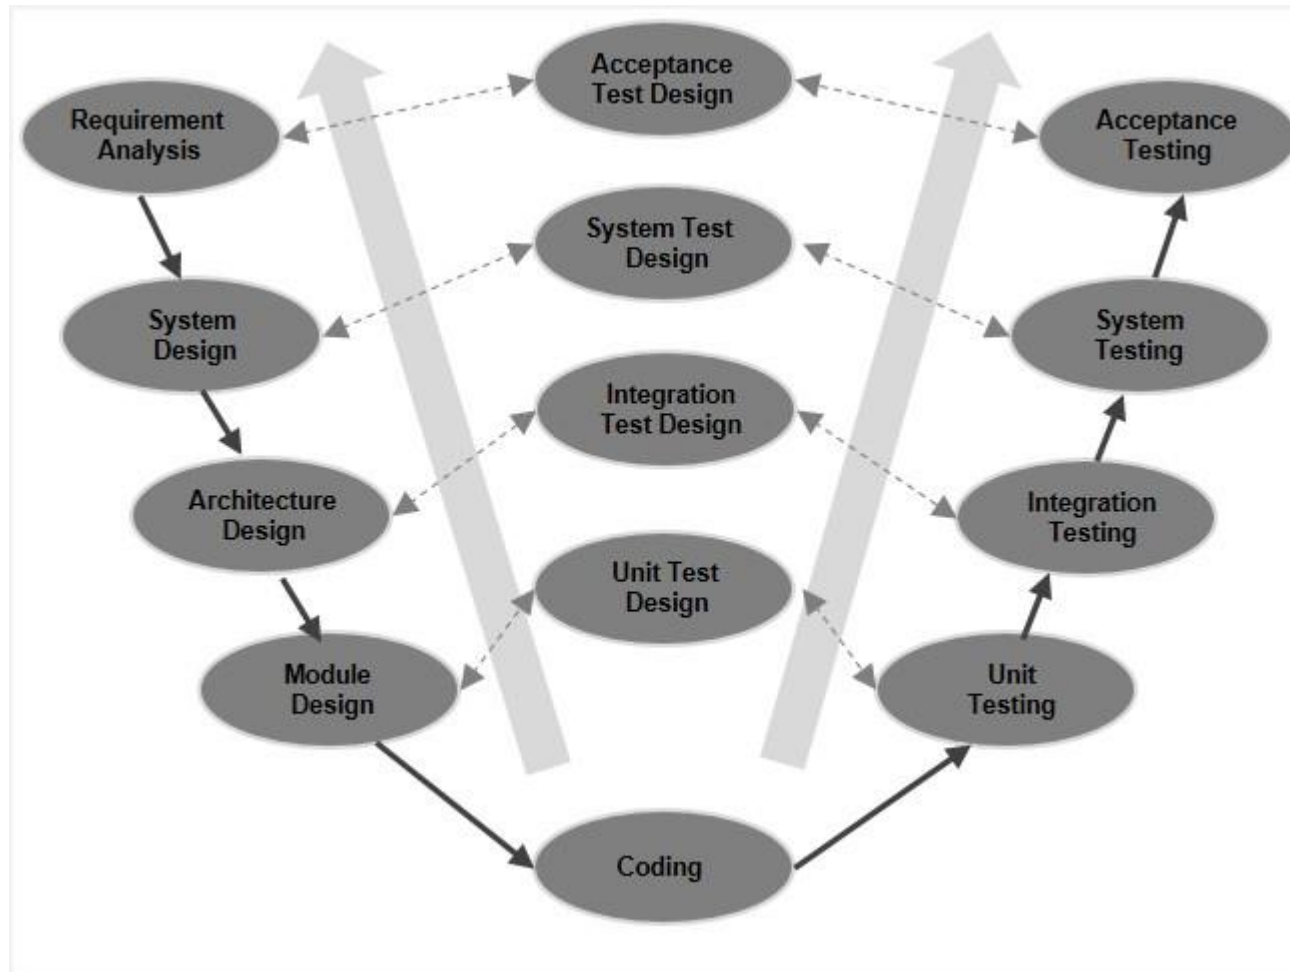 Acceptance
Test Design
Requirement
Analysis
Acceptance
Testing
System Test
Design
System
Design
System
Testing
Integration
Test Design
Architecture
Design
Integration
Testing
Unit Test
Design
Module
Design
Unit
Testing
Coding